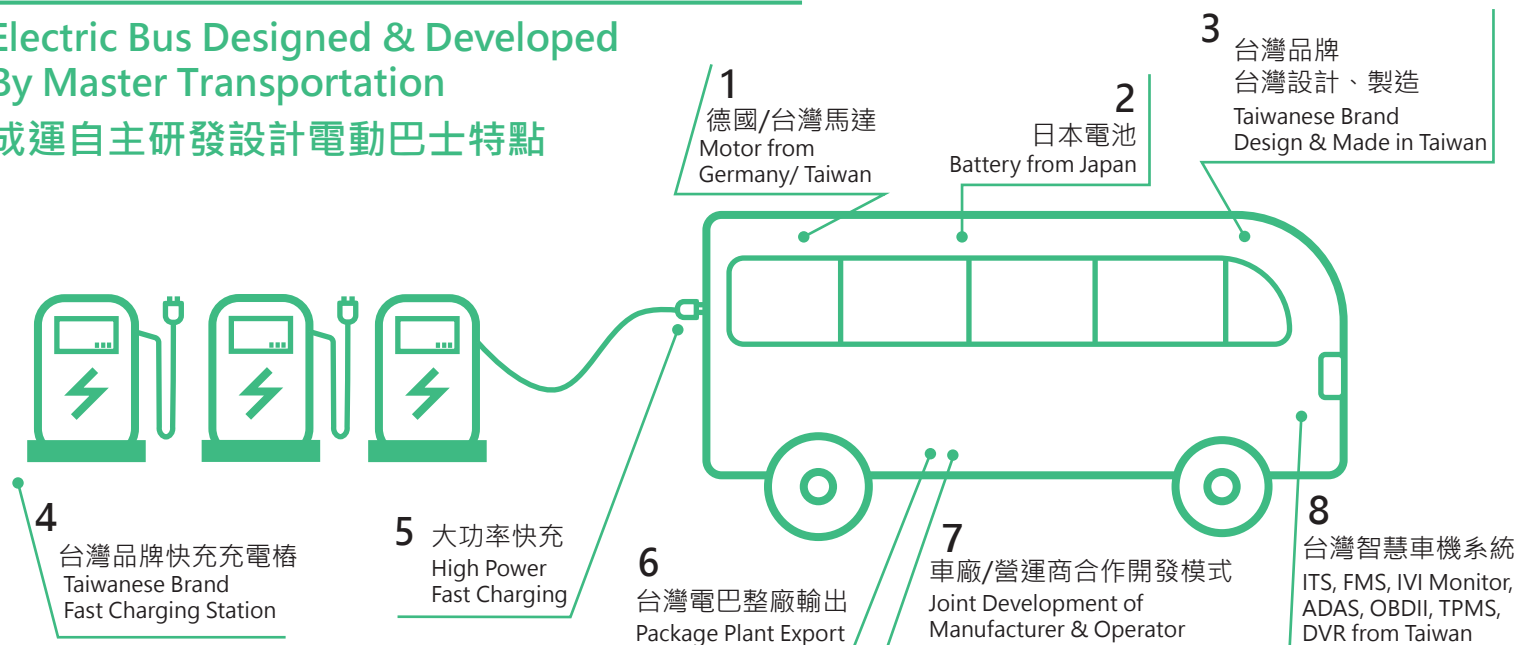 Electric Bus Designed & Developed
By Master Transportation
成運自主研發設計電動巴士特點
1
德國/台灣馬達
Motor from
Germany/ Taiwan
2
日本電池
Battery from Japan
3
台灣品牌
台灣設計、製造
Taiwanese Brand
Design & Made in Taiwan
4
台灣品牌快充充電樁
Taiwanese Brand
Fast Charging Station
5 大功率快充
High Power
Fast Charging
6
台灣電巴整廠輸出
Package Plant Export
7
車廠/營運商合作開發模式
Joint Development of
Manufacturer & Operator
8
台灣智慧車機系統
ITS, FMS, IVI Monitor,
ADAS, OBDII, TPMS,
DVR from Taiwan